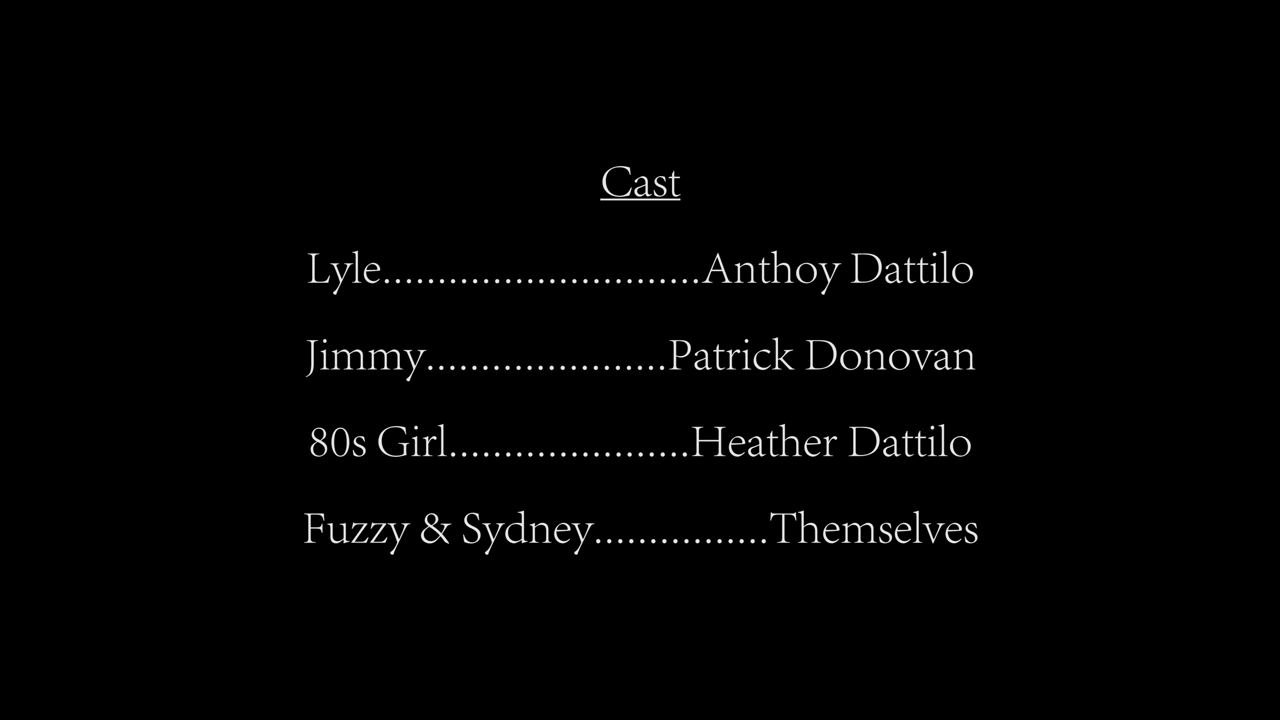 Cast
Lyle.............................Anthoy Dattilo
Jimmy......................Patrick Donovan
80s Girl......................Heather Dattilo
Fuzzy & Sydney................Themselves